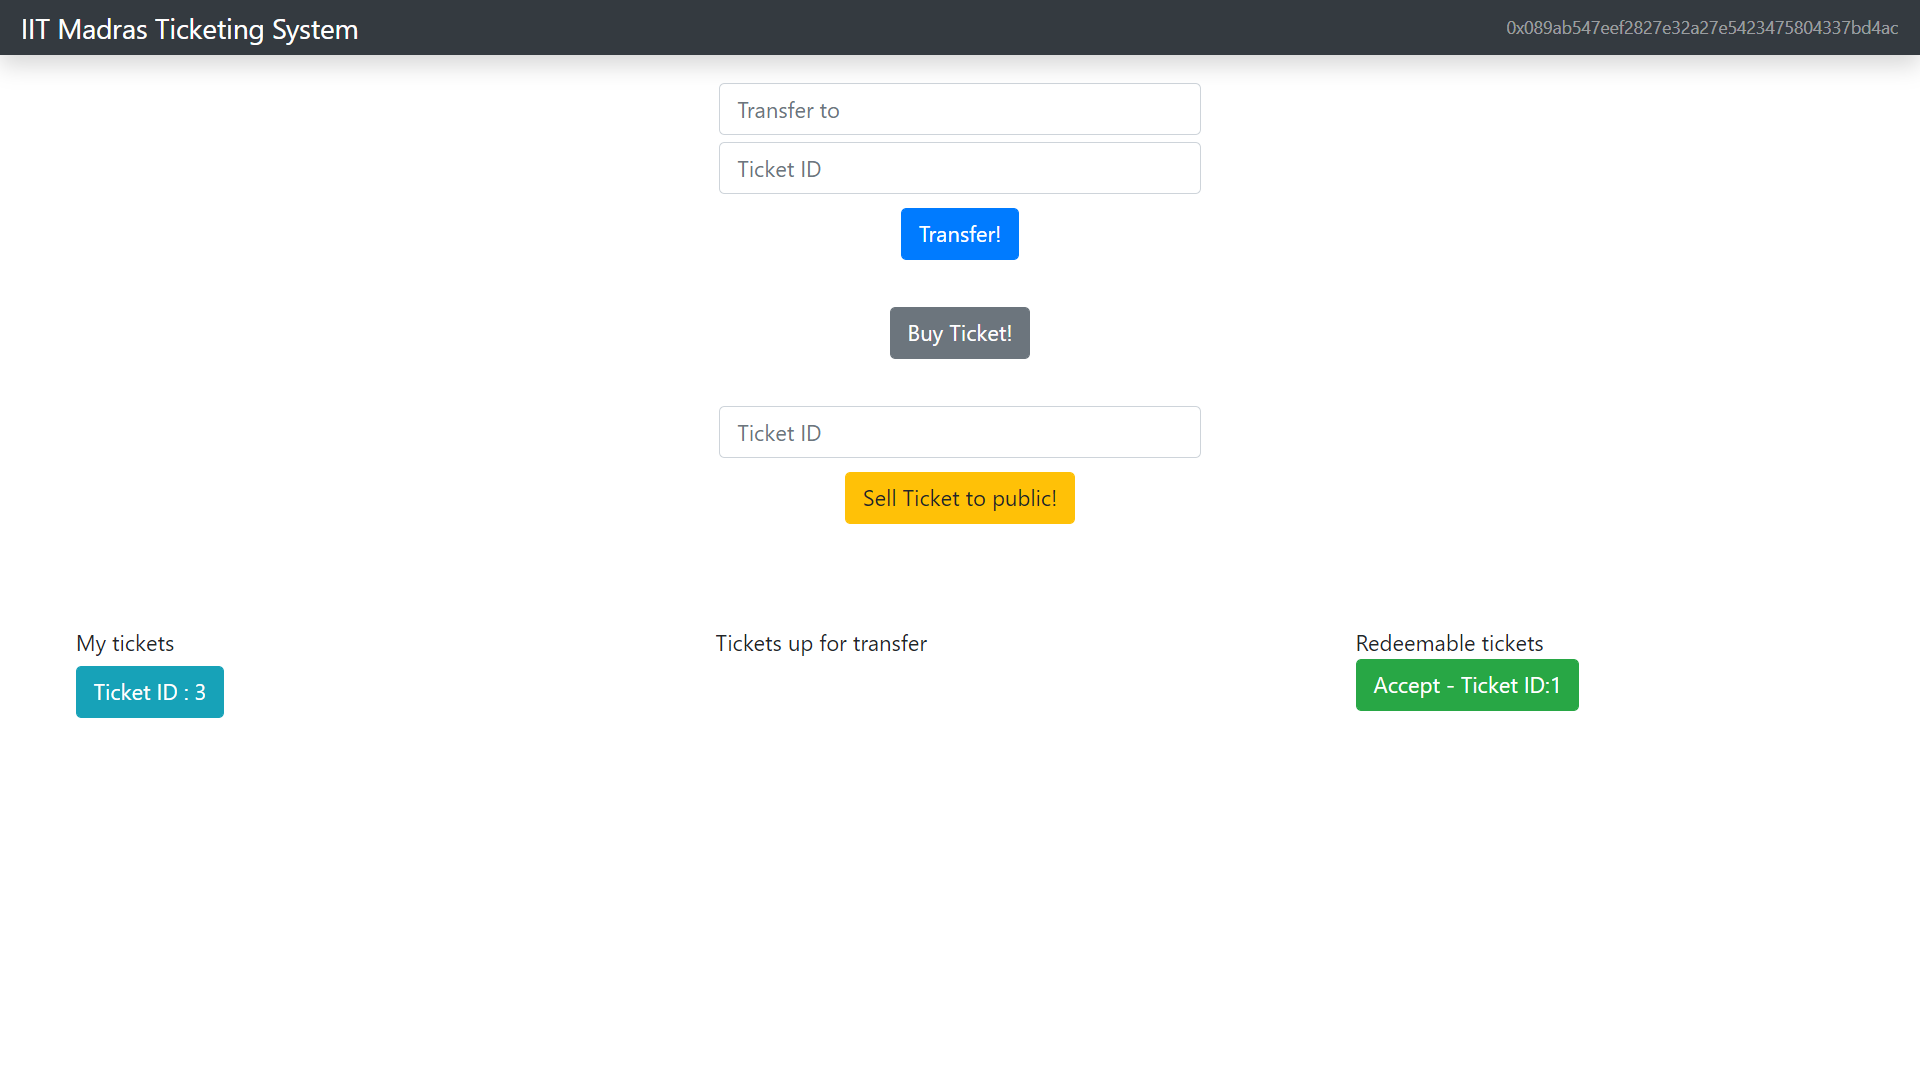 IIT Madras Ticketing System
0x089ab547eef2827e32a27e5423475804337bd4ac
Transfer to
Ticket ID
Transfer!
Buy Ticket!
Ticket ID
Sell Ticket to public!
My tickets
Ticket ID : 3
Tickets up for transfer
Redeemable tickets
Accept - Ticket ID:1